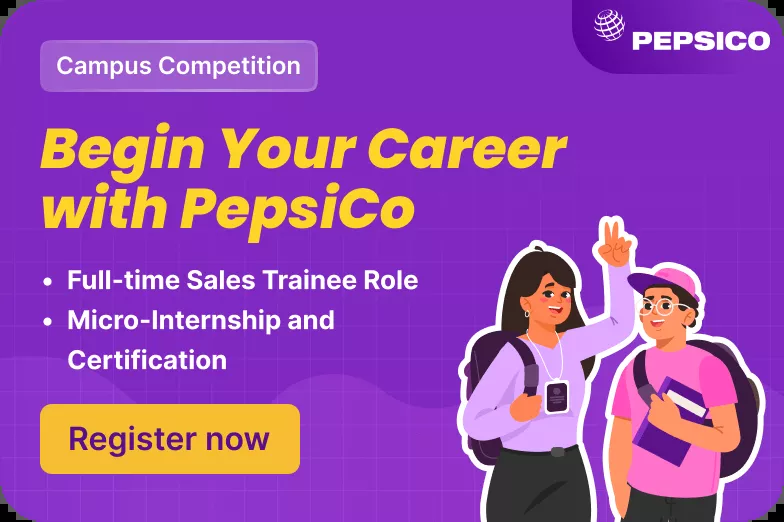 PEPSICO
Campus Competition
Begin Your Career
with PepsiCo
• Full-time Sales Trainee Role
• Micro-Internship and
Certification
Register now